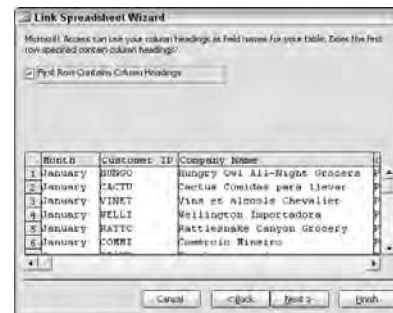 Link Spreadsheet Wizard
Microsoft Access can use your column headings as field names for your table. Does the first
row specified contain column headings?
First Row Contains Column Headings
Month Customer ID Company Name
1 January HUNGO Hungry Owl All-Night Grocers
2 January CACTU Cactus Comidas para llevar
3 January VINET Vins et alcools Chevalier
4 January WELLI Wellington Importadora
5 January RATTC Rattlesnake Canyon Grocery
6 January COMMI Comércio Mineiro
Cancel < Back Next > Finish